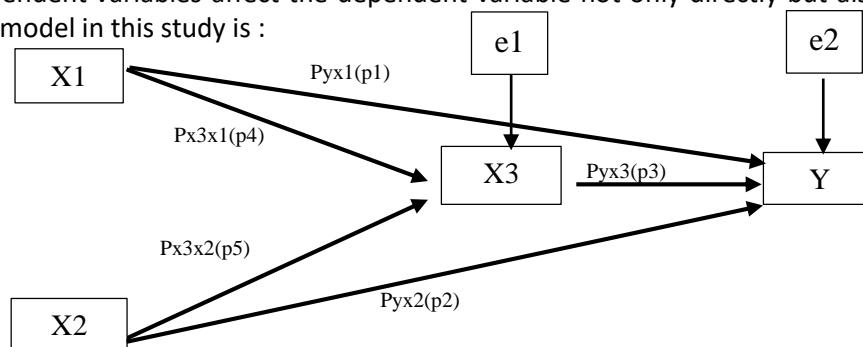 model in this study is :
e1
e2
X1
Pyx1(p1)
Px3x1(p4)
X3
Pyx3(p3)
Y
Px3x2(p5)
Pyx2(p2)
X2